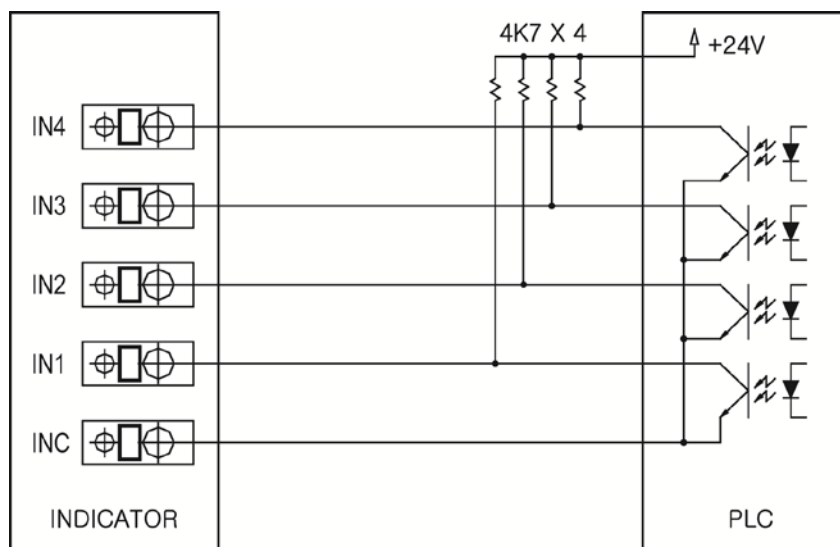 4K7 X 4
+24V
IN4
IN3
IN2
IN1
INC
INDICATOR
PLC